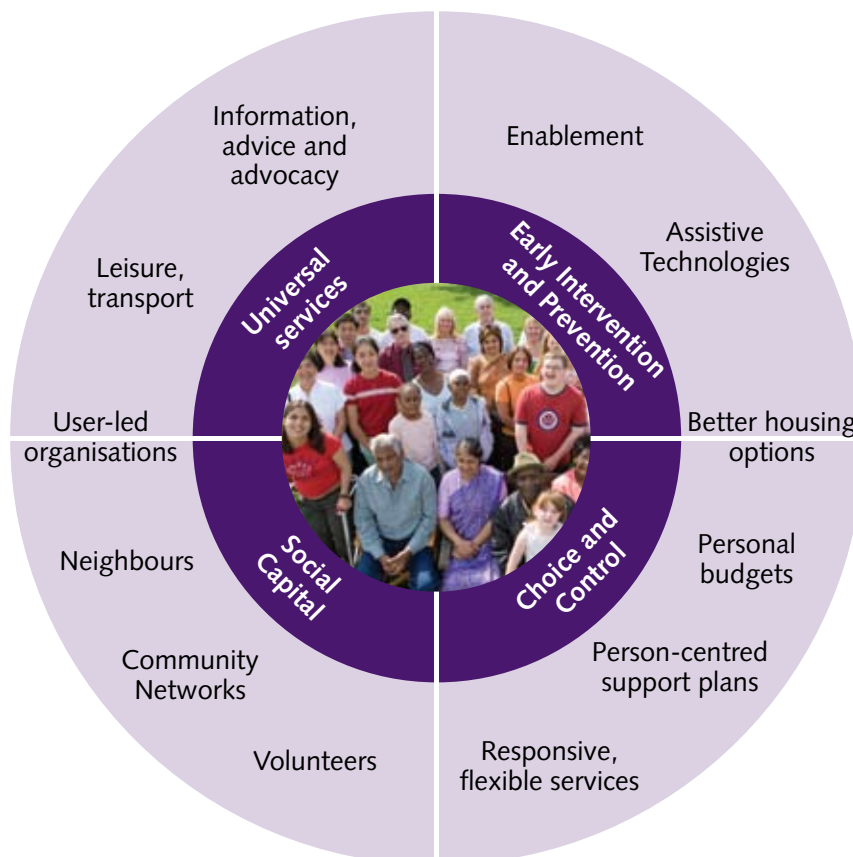 Information,
advice and
advocacy
Leisure,
transport
User-led
organisations
Universal
services
Enablement
Assistive
Technologies
Better housing
options
Early Intervention
and Prevention
Social
Capital
Neighbours
Community
Networks
Volunteers
Choice and
Control
Personal
budgets
Person-centred
support plans
Responsive,
flexible services